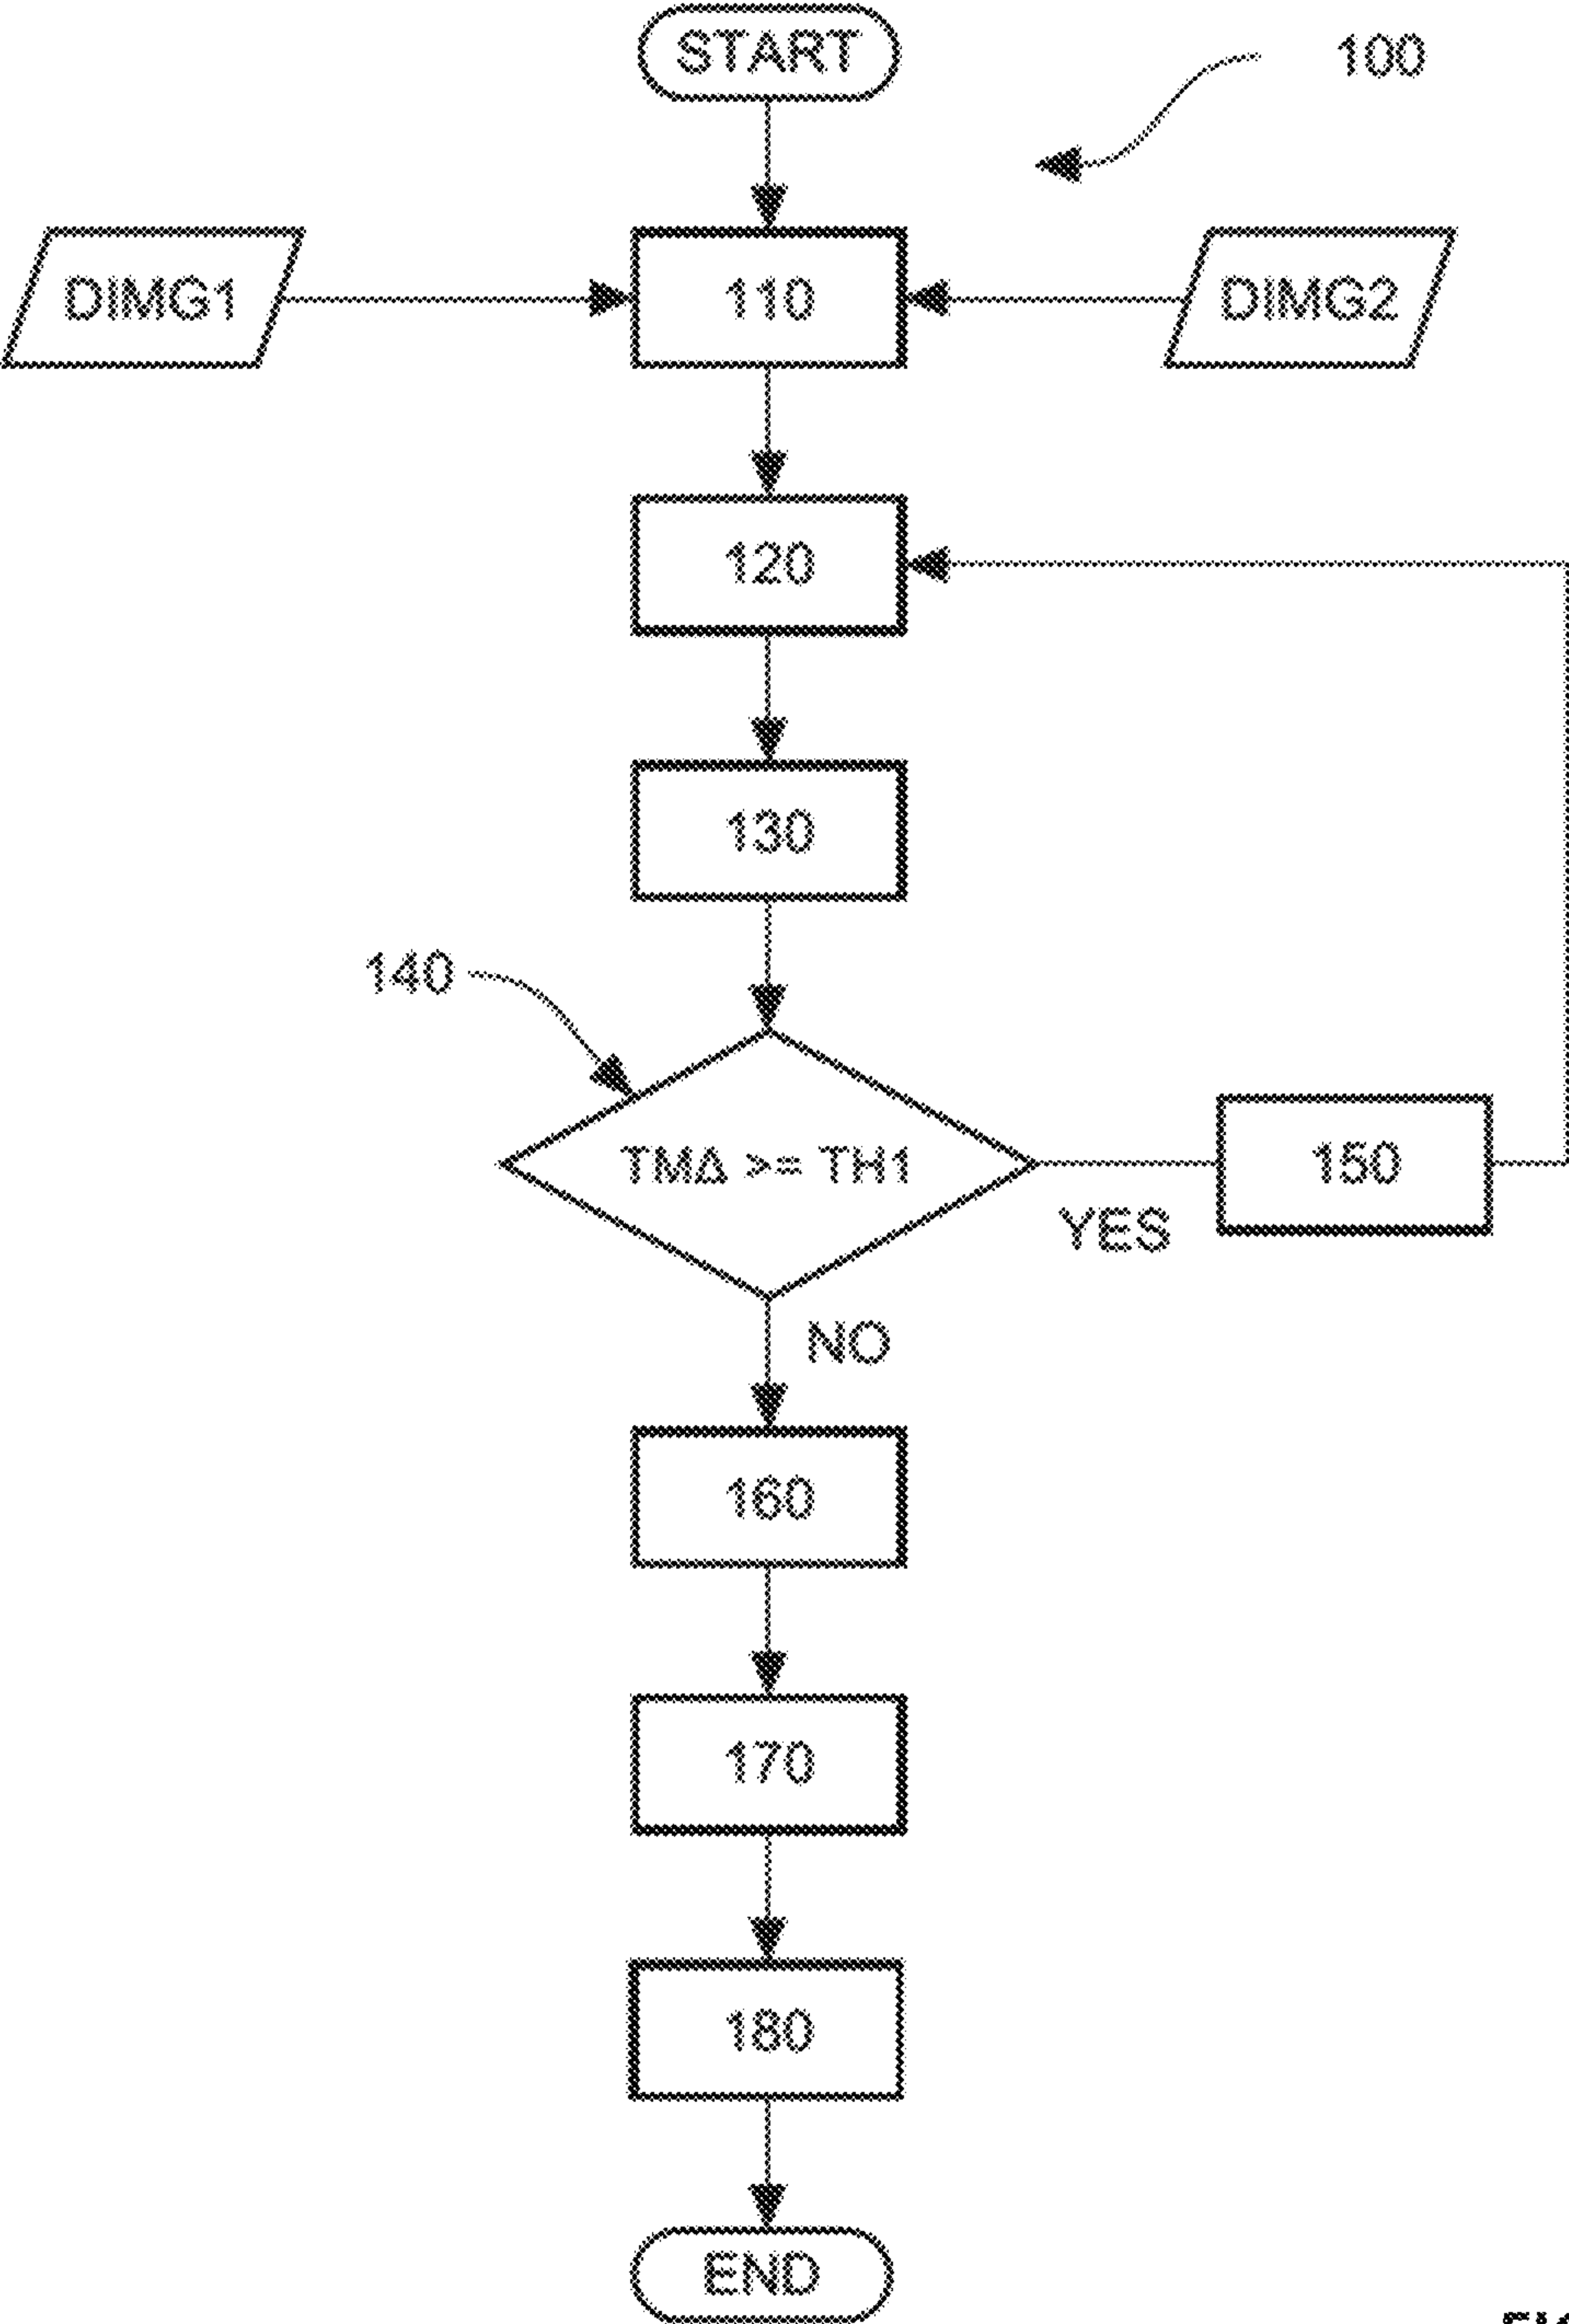 START
100
DIMG1
110
DIMG2
120
130
140
TMΔ >= TH1
150
YES
NO
160
170
180
END